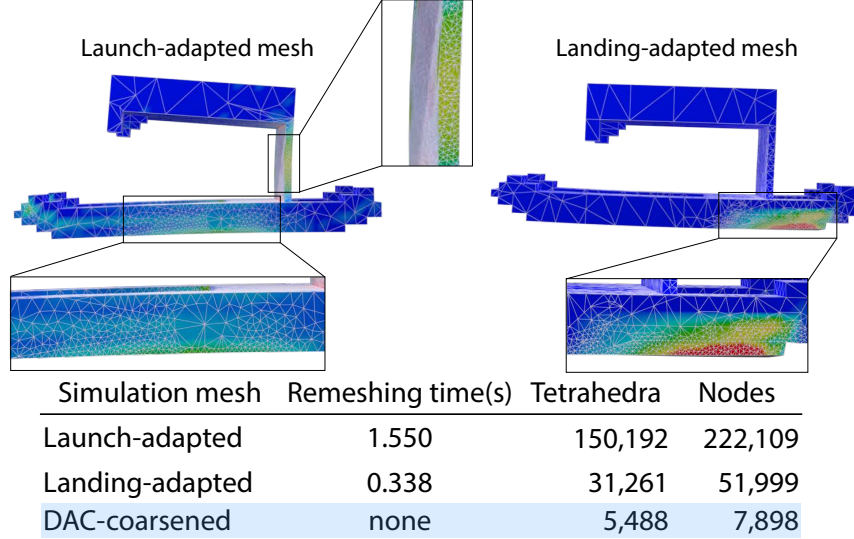 Launch-adapted mesh
Landing-adapted mesh
Simulation mesh Remeshing time(s) Tetrahedra Nodes
Launch-adapted 1.550 150,192 222,109
Landing-adapted 0.338 31,261 51,999
DAC-coarsened none 5,488 7,898